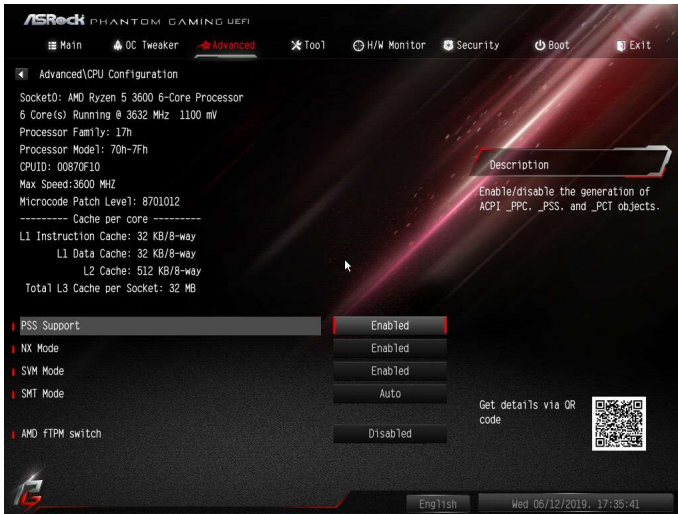 ASRock PHANTOM GAMING UEFI
Main OC Tweaker Advanced Tool H/W Monitor Security Boot Exit
Advanced\CPU Configuration
Socket0: AMD Ryzen 5 3600 6-Core Processor
6 Core(s) Running @ 3632 MHz 1100 mV
Processor Family: 17h
Processor Model: 70h-7Fh
CPUID: 00870F10
Max Speed:3600 MHZ
Microcode Patch Level: 8701012
--------- Cache per core ---------
L1 Instruction Cache: 32 KB/8-way
L1 Data Cache: 32 KB/8-way
L2 Cache: 512 KB/8-way
Total L3 Cache per Socket: 32 MB
Description
Enable/disable the generation of
ACPI _PPC, _PSS, and _PCT objects.
PSS Support Enabled
NX Mode Enabled
SVM Mode Enabled
SMT Mode Auto
AMD fTPM switch Disabled
Get details via QR
code
English Wed 06/12/2019, 17:35:41